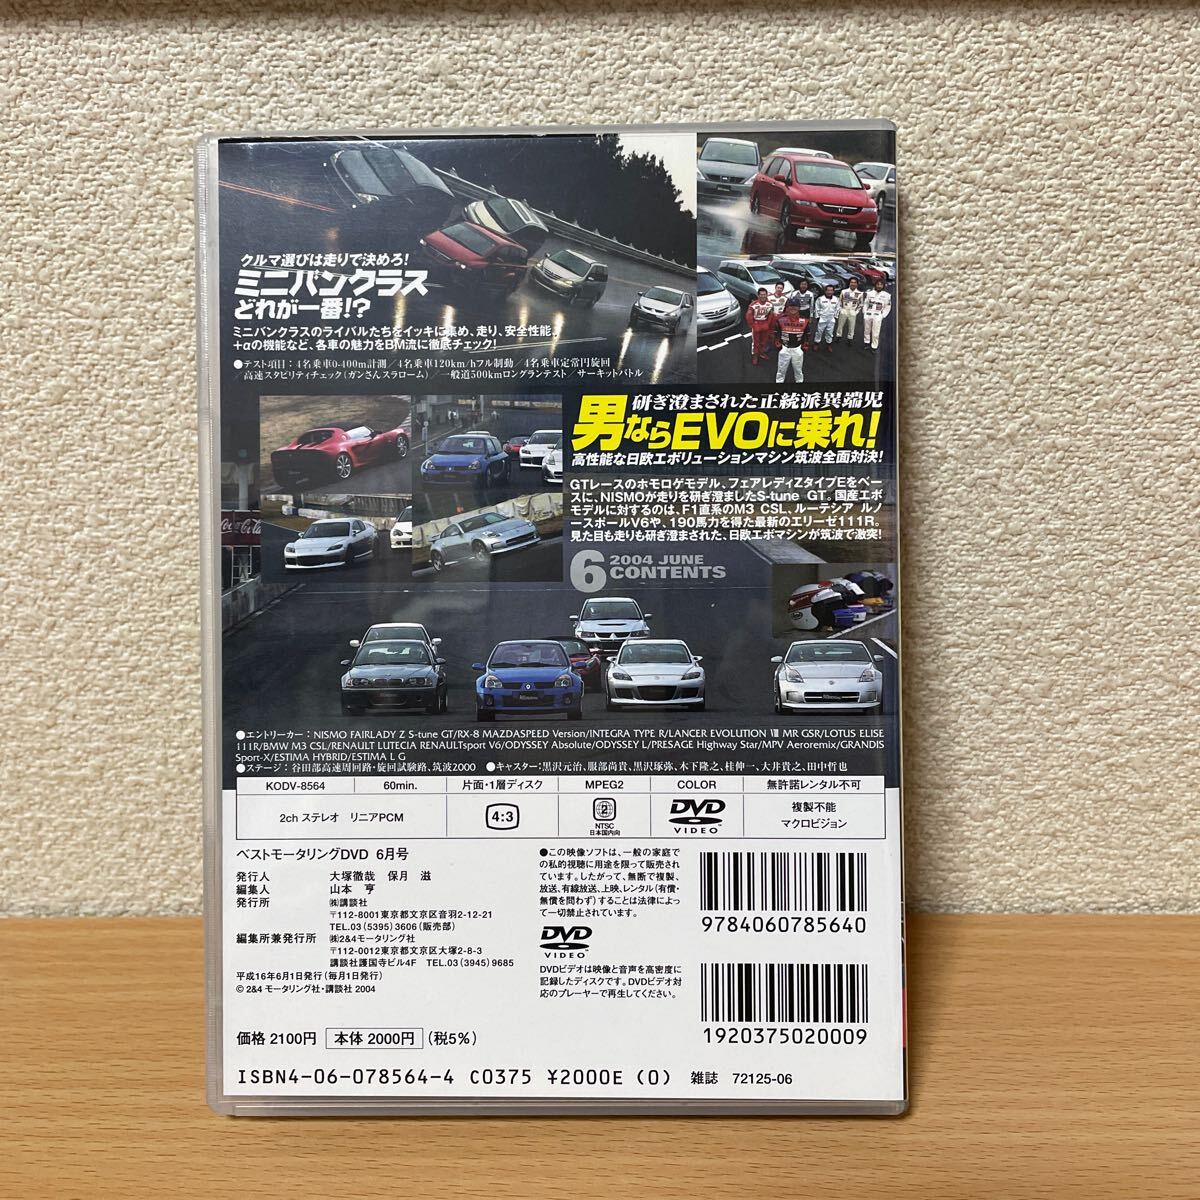 クルマ選びは走りで決めろ!
ミニバンクラス
どれが一番!?
ミニバンクラスのライバルたちをイッキに集め、走り、安全性能、
+αの機能など、各車の魅力をBM流に徹底チェック!
●テスト項目:4名乗車0-400m計測/4名乗車120km/hフル制動/4名乗車定常円旋回
/高速スタビリティチェック(ガンさんスラローム)/一般道500kmロングランテスト/サーキットバトル
研ぎ澄まされた正統派異端児
男ならEVOに乗れ!
高性能な日欧エボリューションマシン筑波全面対決!
GTレースのホモロゲモデル、フェアレディZタイプEをベー
スに、NISMOが走りを研ぎ澄ましたS-tune GT。国産エボ
モデルに対するのは、F1直系のM3 CSL、ルーテシア ルノ
ースポールV6や、190馬力を得た最新のエリーゼ111R。
見た目も走りも研ぎ澄まされた、日欧エボマシンが筑波で激突!
6 2004 JUNE
CONTENTS
●エントリーカー:NISMO FAIRLADY Z S-tune GT/RX-8 MAZDASPEED Version/INTEGRA TYPE R/LANCER EVOLUTION Ⅷ MR GSR/LOTUS ELISE
111R/BMW M3 CSL/RENAULT LUTECIA RENAULTsport V6/ODYSSEY Absolute/ODYSSEY L/PRESAGE Highway Star/MPV Aeroremix/GRANDIS
Sport-X/ESTIMA HYBRID/ESTIMA L G
●ステージ:谷田部高速周回路・旋回試験路、筑波2000 ●キャスター:黒沢元治、服部尚貴、黒沢琢弥、木下隆之、桂伸一、大井貴之、田中哲也
KODV-8564 60min. 片面・1層ディスク MPEG2 COLOR 無許諾レンタル不可
2ch ステレオ リニアPCM 4:3 2 NTSC 日本国内向 DVD VIDEO 複製不能 マクロビジョン
ベストモータリングDVD 6月号
発行人 大塚徹哉 保月 滋
編集人 山本 亨
発行所 ㈱講談社
〒112-8001東京都文京区音羽2-12-21
TEL.03(5395)3606(販売部)
編集所兼発行所 ㈱2&4モータリング社
〒112-0012東京都文京区大塚2-8-3
講談社護国寺ビル4F TEL.03(3945)9685
平成16年6月1日発行(毎月1日発行)
© 2&4 モータリング社・講談社 2004
●この映像ソフトは、一般の家庭で
の私的視聴に用途を限って販売され
ています。したがって、無断で複製、
放送、有線放送、上映、レンタル(有償・
無償を問わず)することは法律によっ
て一切禁止されています。
DVD
VIDEO
DVDビデオは映像と音声を高密度に
記録したディスクです。DVDビデオ対
応のプレーヤーで再生してください。
9784060785640
1920375020009
価格 2100円 本体 2000円 (税5%)
ISBN4-06-078564-4 C0375 ¥2000E (0) 雑誌 72125-06